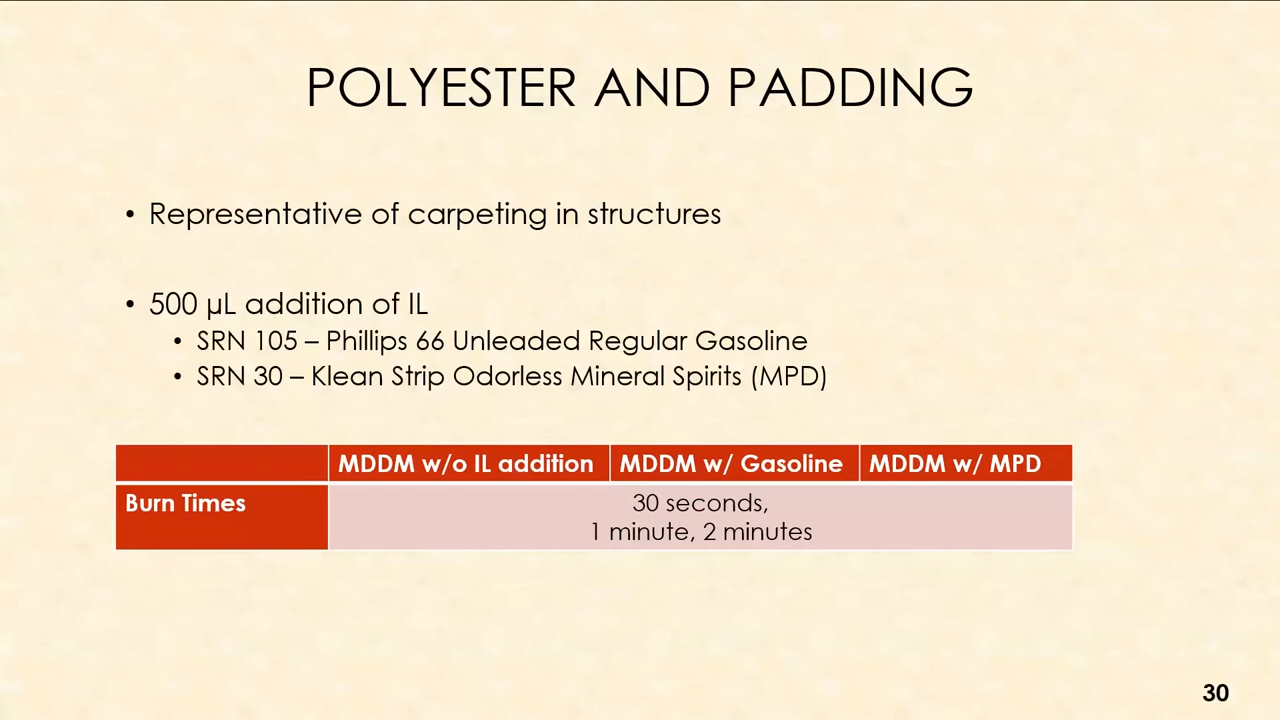 POLYESTER AND PADDING
• Representative of carpeting in structures
• 500 µL addition of IL
• SRN 105 – Phillips 66 Unleaded Regular Gasoline
• SRN 30 – Klean Strip Odorless Mineral Spirits (MPD)
MDDM w/o IL addition MDDM w/ Gasoline MDDM w/ MPD
Burn Times 30 seconds,
1 minute, 2 minutes
30